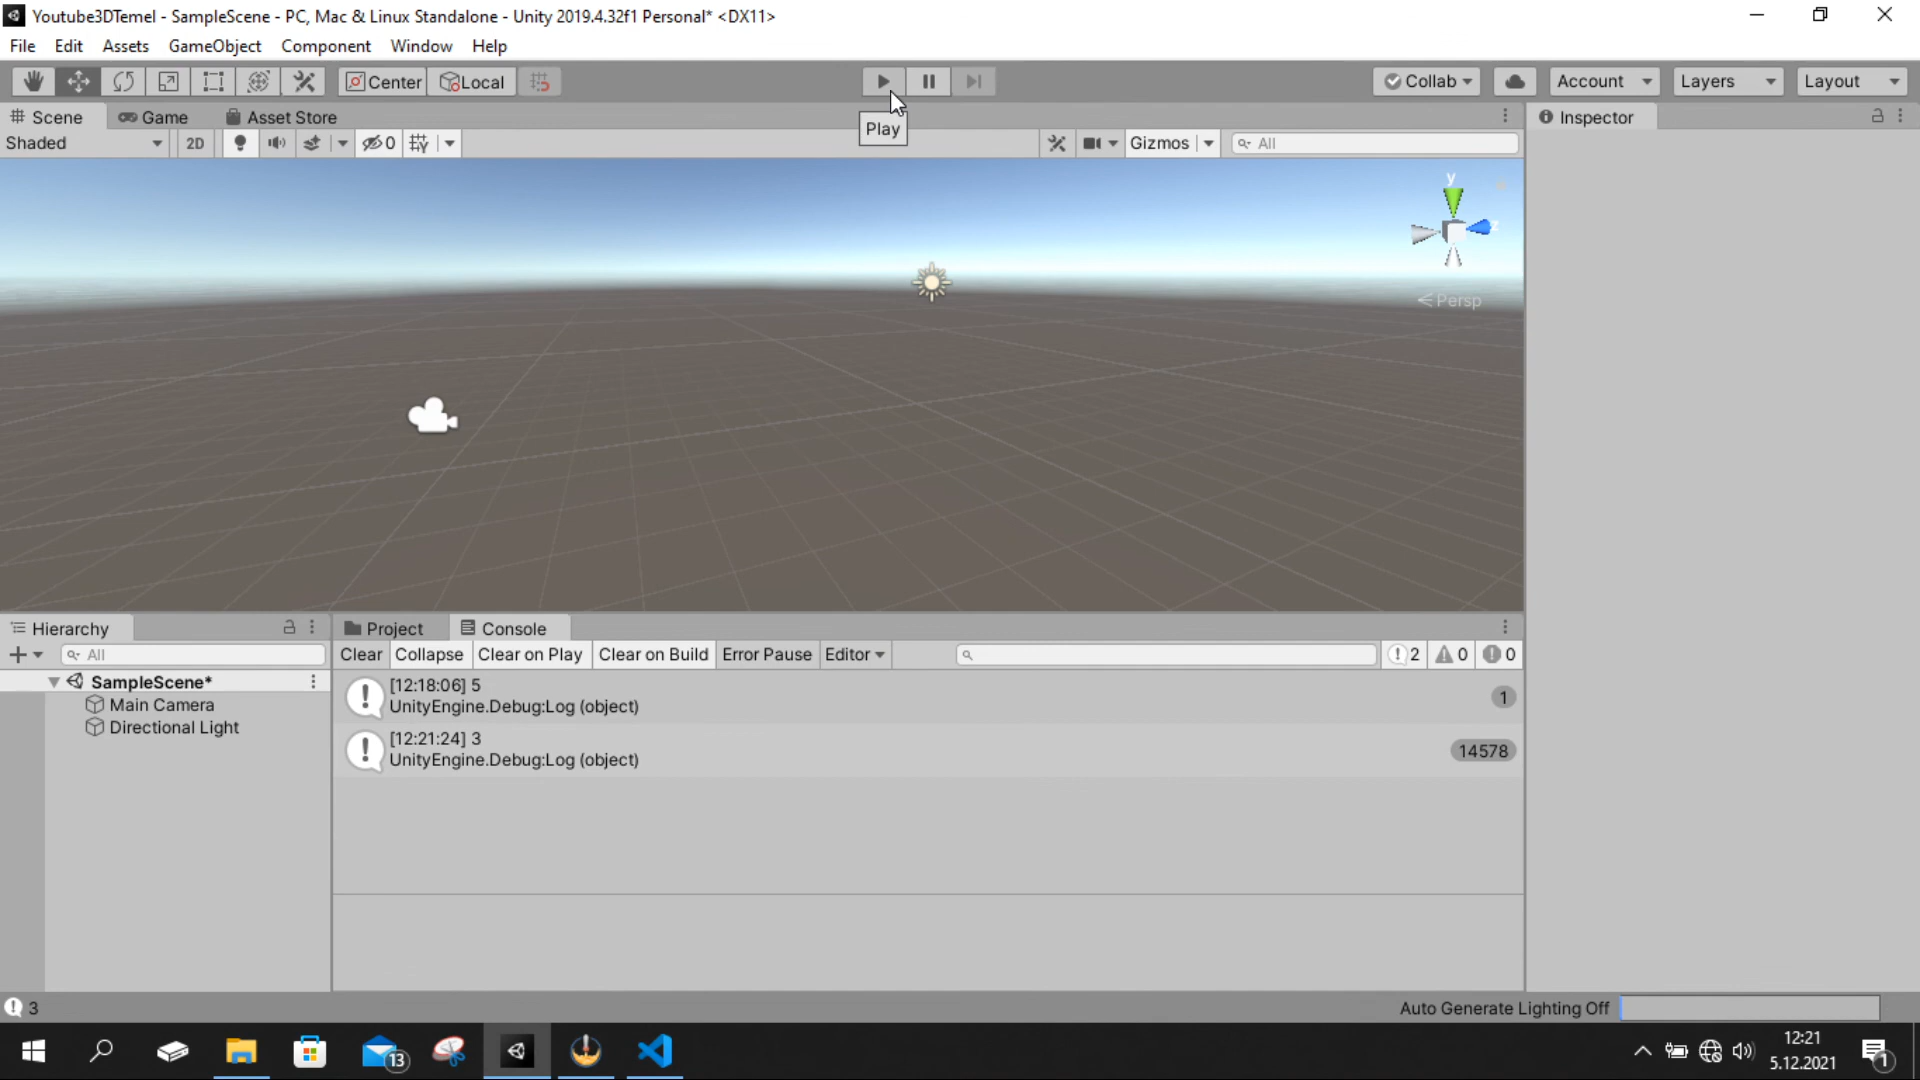 Youtube3DTemel - SampleScene - PC, Mac & Linux Standalone - Unity 2019.4.32f1 Personal* <DX11>
File Edit Assets GameObject Component Window Help
Center Local Collab Account Layers Layout
Scene Game Asset Store
Inspector
Play
Shaded 2D 0 Gizmos All
y
z
Persp
Hierarchy
Project Console
All
Clear Collapse Clear on Play Clear on Build Error Pause Editor 2 0 0
SampleScene*
Main Camera
Directional Light
[12:18:06] 5
UnityEngine.Debug:Log (object)
1
[12:21:24] 3
UnityEngine.Debug:Log (object)
14578
3
Auto Generate Lighting Off
13
12:21
5.12.2021
1